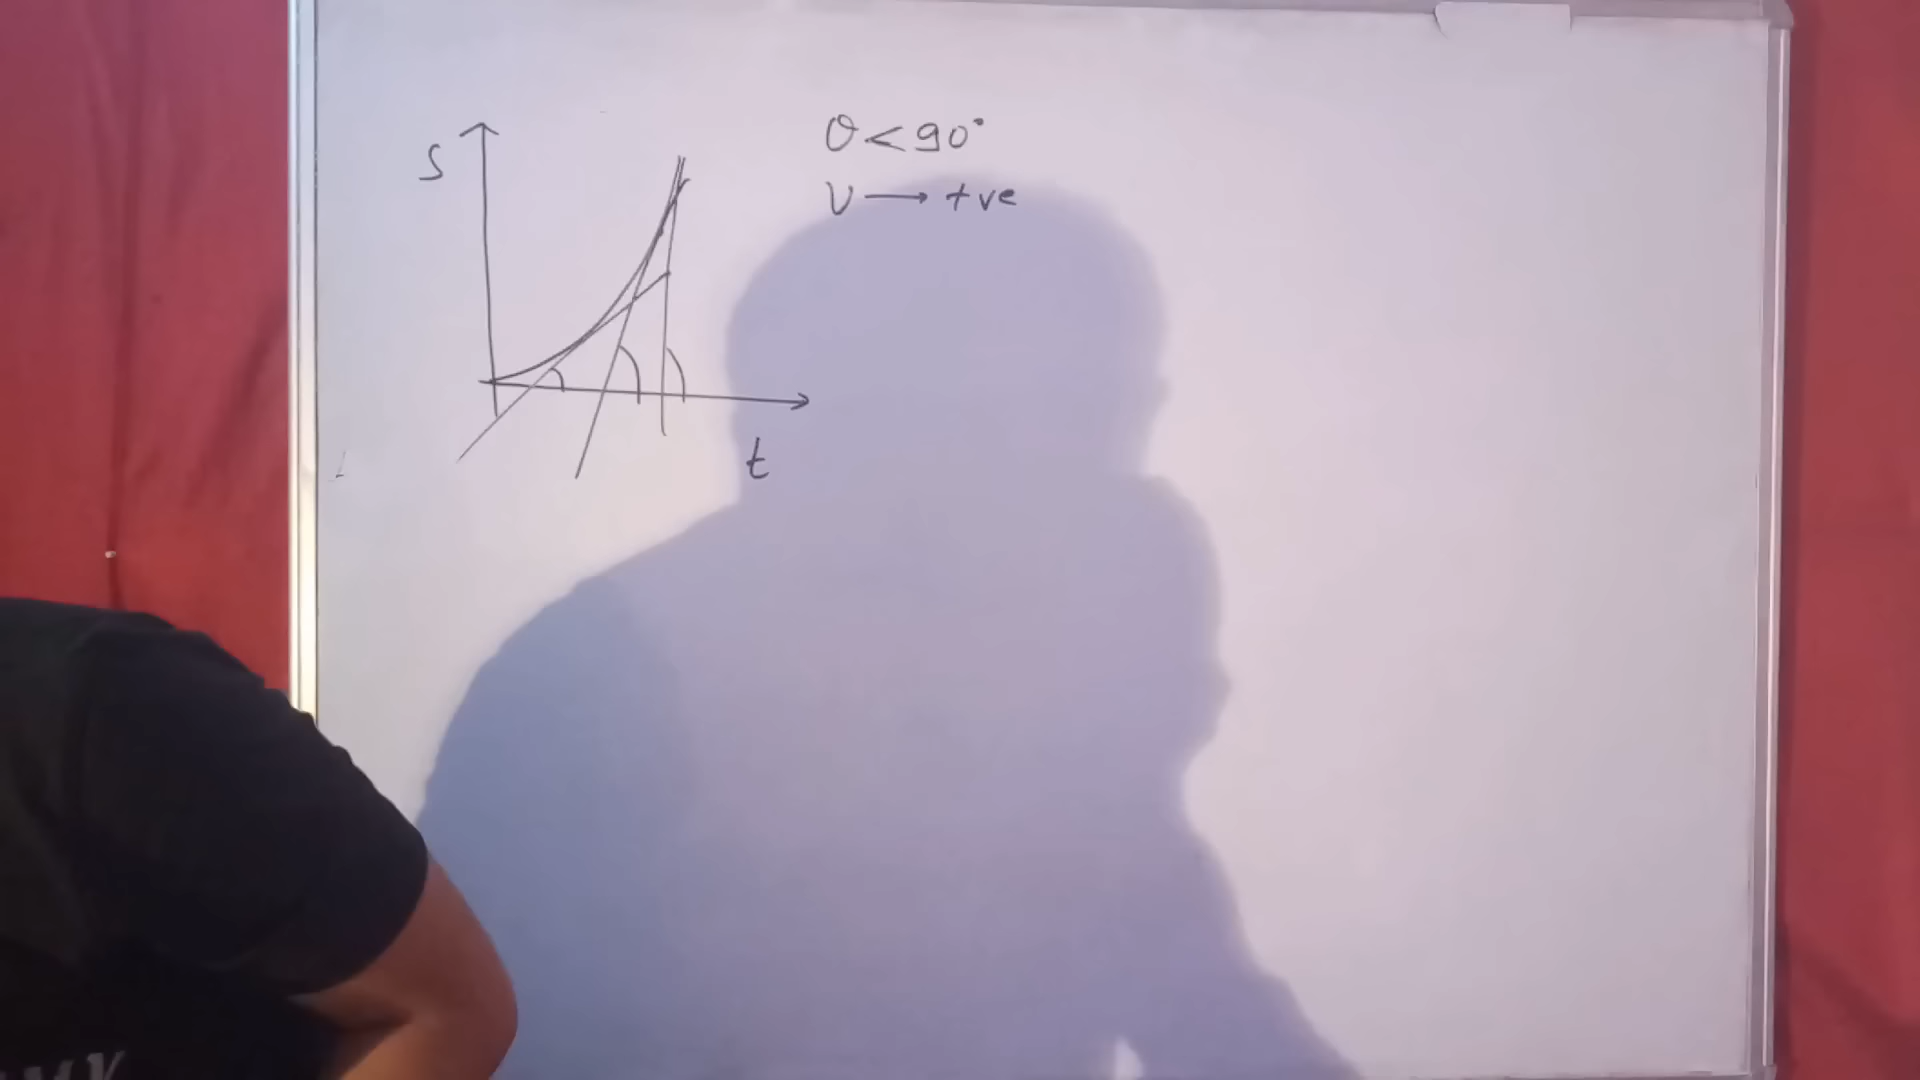 S
θ < 90°
v → +ve
t